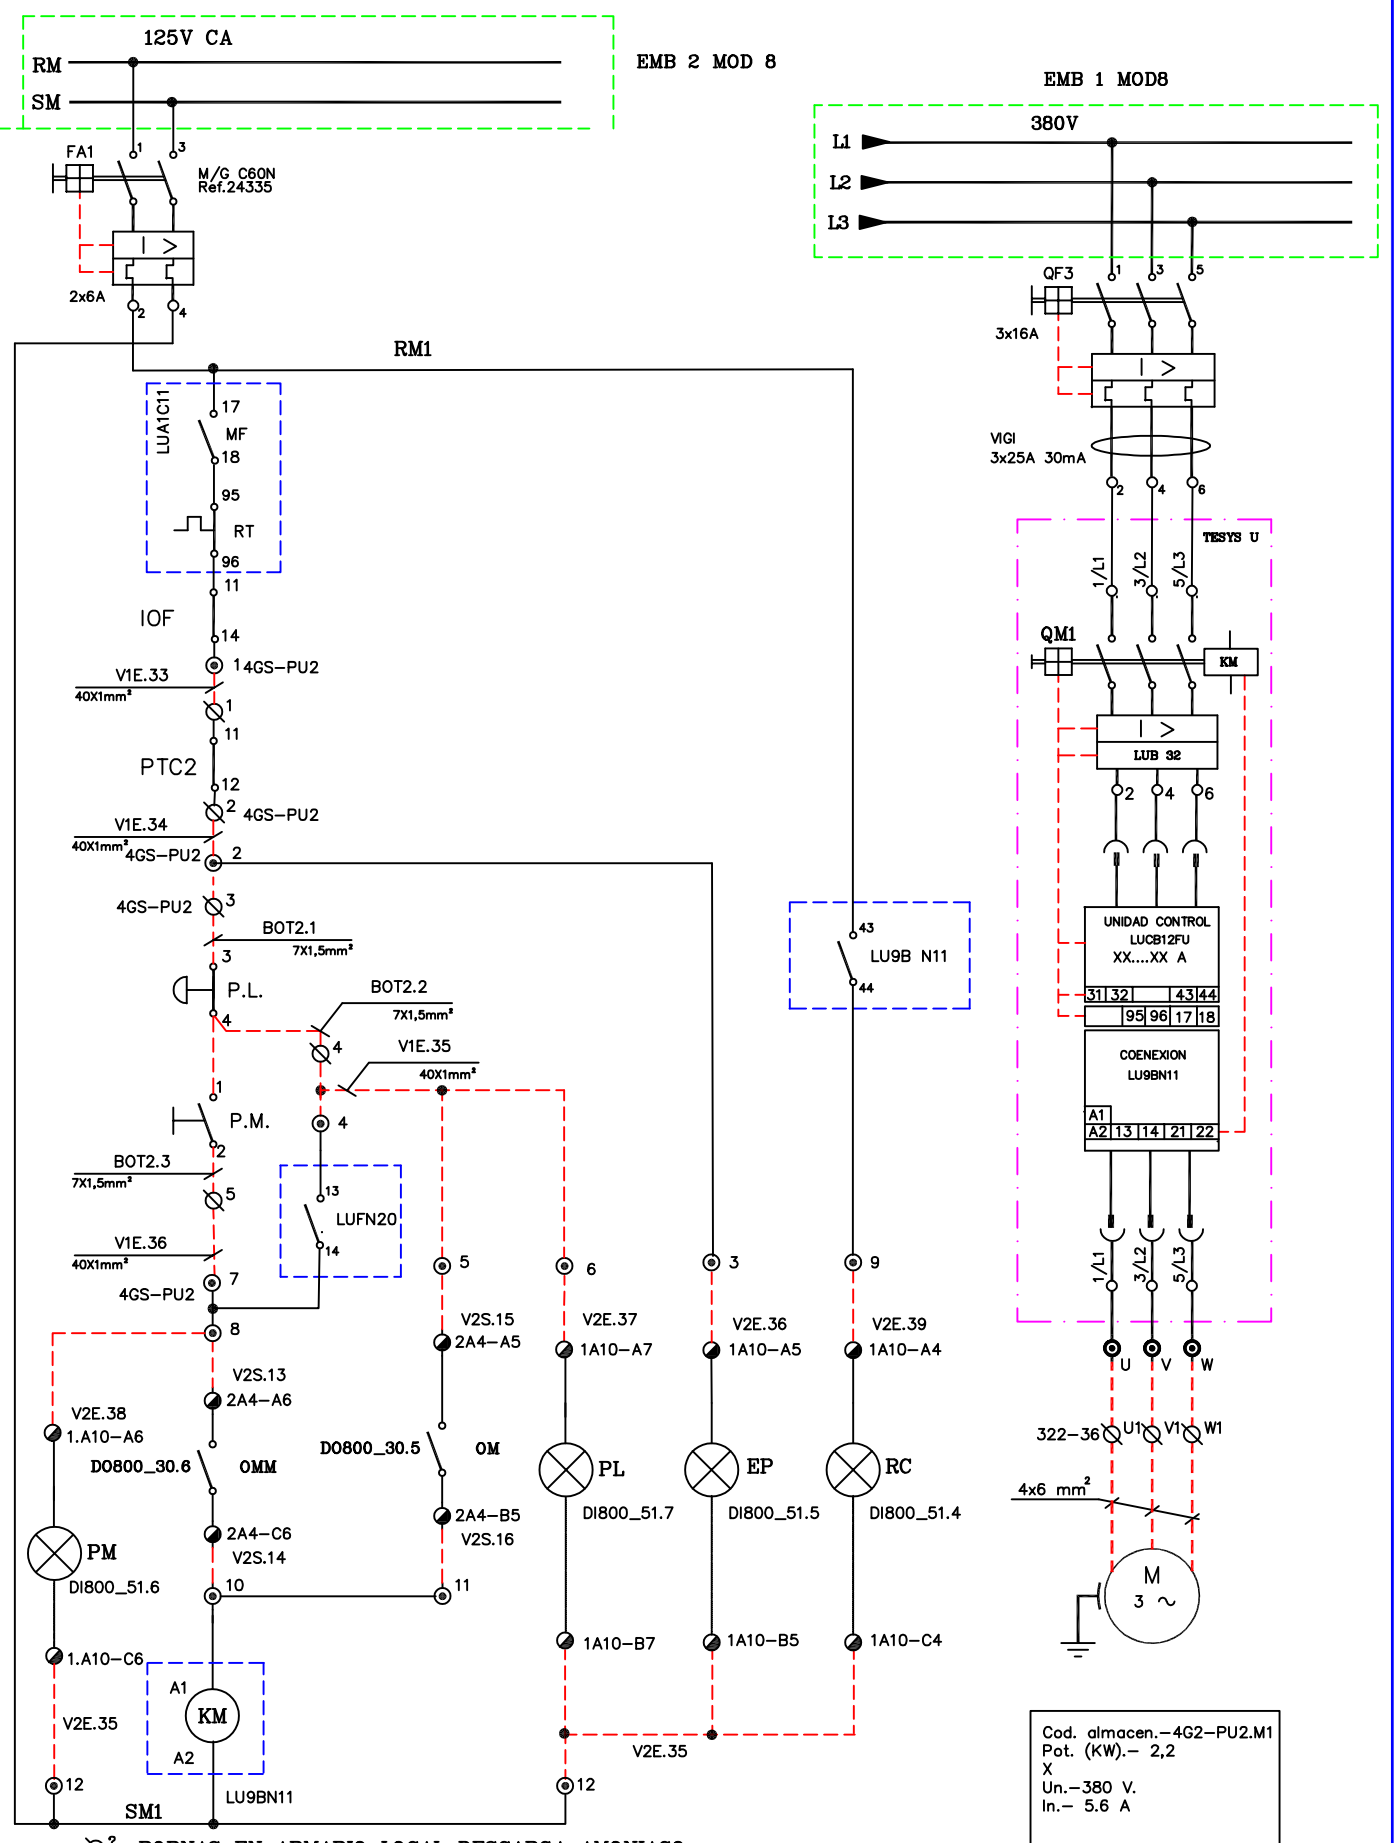 125V CA
RM
SM
EMB 2 MOD 8
FA1
1
3
M/G C60N
Ref.24335
I >
2x6A
2
4
RM1
LUA1C11
17
MF
18
95
RT
96
11
IOF
14
1
4GS-PU2
V1E.33
40X1mm²
1
11
PTC2
12
2
4GS-PU2
V1E.34
40X1mm²
4GS-PU2
2
4GS-PU2
3
BOT2.1
7X1,5mm²
3
P.L.
4
BOT2.2
7X1,5mm²
4
V1E.35
40X1mm²
4
1
P.M.
2
BOT2.3
7X1,5mm²
5
13
LUFN20
14
V1E.36
40X1mm²
7
4GS-PU2
8
V2S.13
2A4-A6
V2E.38
1.A10-A6
DO800_30.6
OMM
2A4-C6
V2S.14
PM
DI800_51.6
10
1.A10-C6
V2E.35
12
A1
KM
A2
LU9BN11
SM1
5
V2S.15
2A4-A5
DO800_30.5
OM
2A4-B5
V2S.16
11
6
V2E.37
1A10-A7
PL
DI800_51.7
1A10-B7
12
3
V2E.36
1A10-A5
EP
DI800_51.5
1A10-B5
V2E.35
43
LU9B N11
44
9
V2E.39
1A10-A4
RC
DI800_51.4
1A10-C4
EMB 1 MOD8
380V
L1
L2
L3
QF3
1
3
5
3x16A
I >
VIGI
3x25A 30mA
2
4
6
TESYS U
1/L1
3/L2
5/L3
QM1
KM
I >
LUB 32
2
4
6
UNIDAD CONTROL
LUCB12FU
XX....XX A
31 32 43 44
95 96 17 18
COENEXION
LU9BN11
A1
A2 13 14 21 22
1/L1
3/L2
5/L3
U
V
W
322-36
U1
V1
W1
4x6 mm²
M
3 ~
Cod. almacen.-4G2-PU2.M1
Pot. (KW).- 2,2
X
Un.-380 V.
In.- 5.6 A
2 BORNAS EN ARMARIO LOCAL DESCARGA AMONIACO